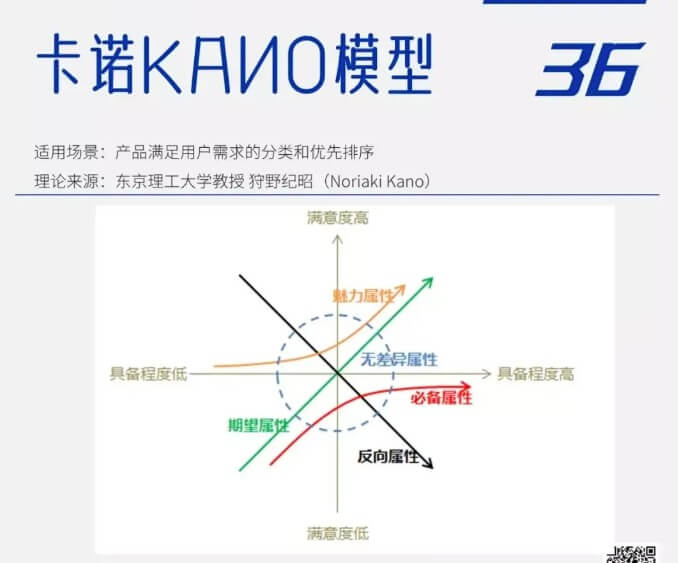 卡诺KANO模型
36
适用场景：产品满足用户需求的分类和优先排序
理论来源：东京理工大学教授 狩野纪昭（Noriaki Kano）
满意度高
魅力属性
无差异属性
具备程度低
具备程度高
必备属性
期望属性
反向属性
满意度低